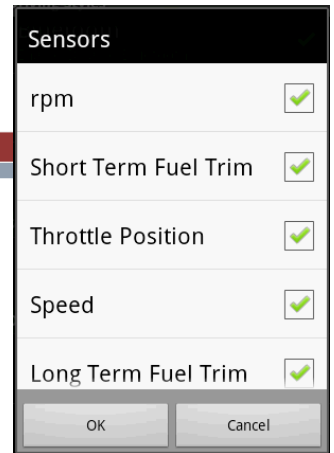 Sensors
rpm
Short Term Fuel Trim
Throttle Position
Speed
Long Term Fuel Trim
OK
Cancel